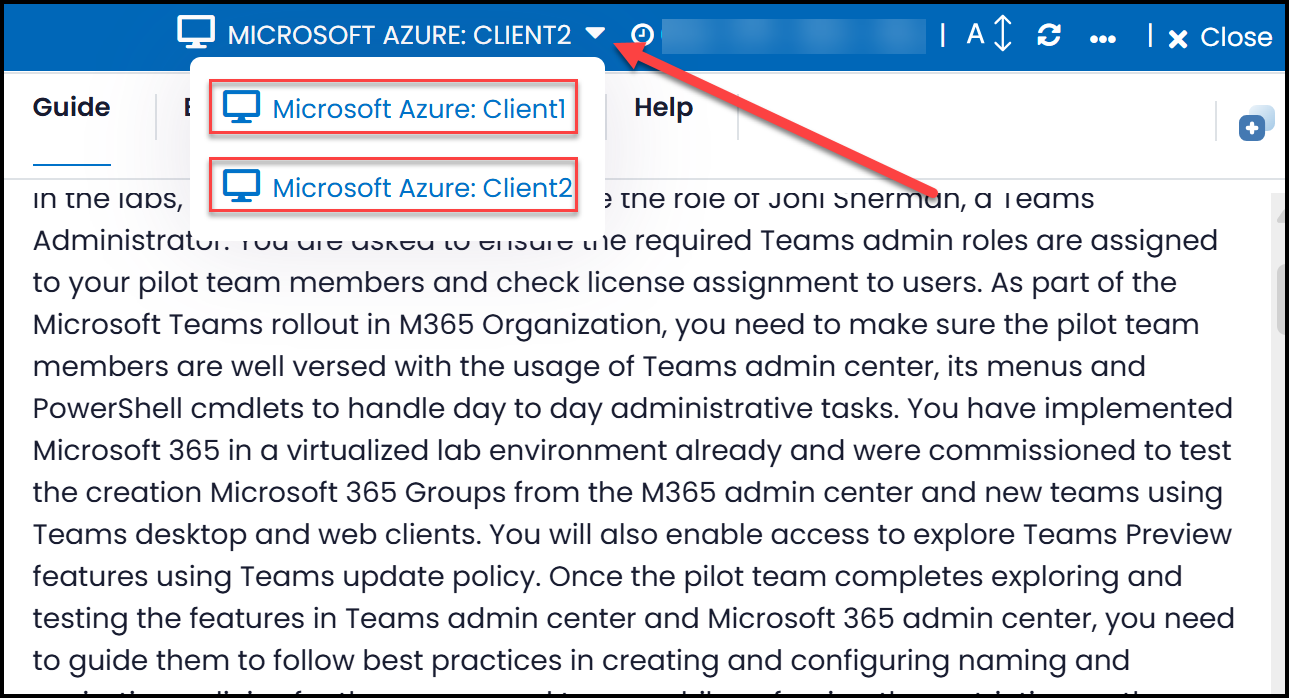 MICROSOFT AZURE: CLIENT2 | A | Close
Guide Help
Microsoft Azure: Client1
Microsoft Azure: Client2
In the labs, the role of Joni Sherman, a Teams
Administrator. You are asked to ensure the required Teams admin roles are assigned
to your pilot team members and check license assignment to users. As part of the
Microsoft Teams rollout in M365 Organization, you need to make sure the pilot team
members are well versed with the usage of Teams admin center, its menus and
PowerShell cmdlets to handle day to day administrative tasks. You have implemented
Microsoft 365 in a virtualized lab environment already and were commissioned to test
the creation Microsoft 365 Groups from the M365 admin center and new teams using
Teams desktop and web clients. You will also enable access to explore Teams Preview
features using Teams update policy. Once the pilot team completes exploring and
testing the features in Teams admin center and Microsoft 365 admin center, you need
to guide them to follow best practices in creating and configuring naming and